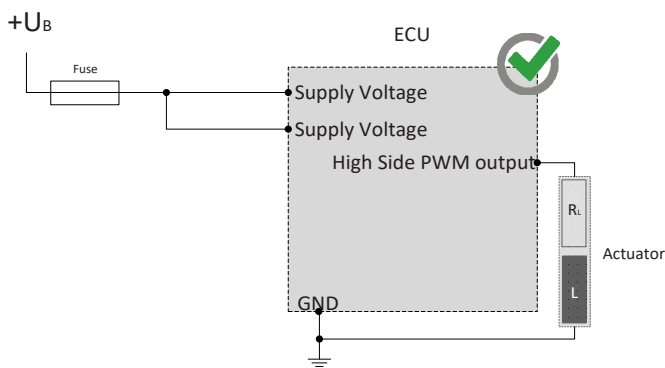 +UB
ECU
Fuse
Supply Voltage
Supply Voltage
High Side PWM output
RL
Actuator
L
GND